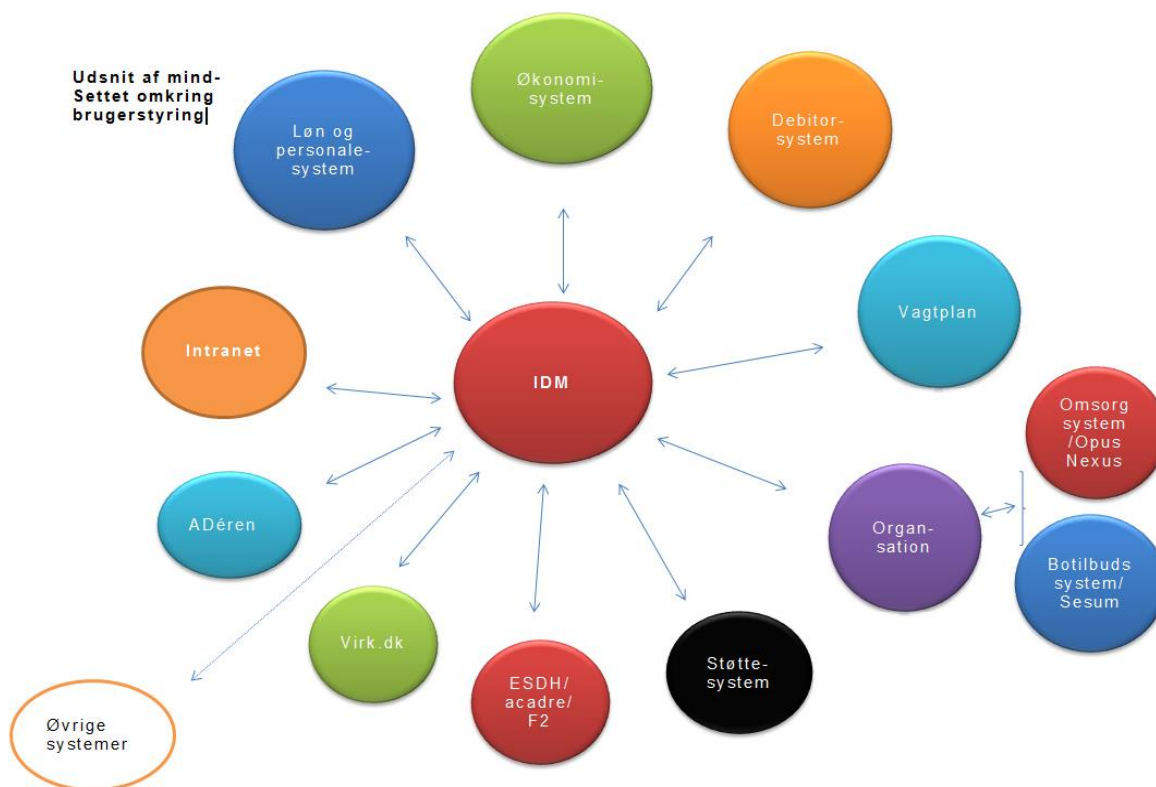 Udsnit af mind-
Settet omkring
brugerstyring
Løn og
personale-
system
Økonomi-
system
Debitor-
system
Vagtplan
Intranet
IDM
Omsorg
system
/Opus
Nexus
ADéren
Organ-
sation
Botilbuds
system/
Sesum
Virk.dk
ESDH/
acadre/
F2
Støtte-
system
Øvrige
systemer